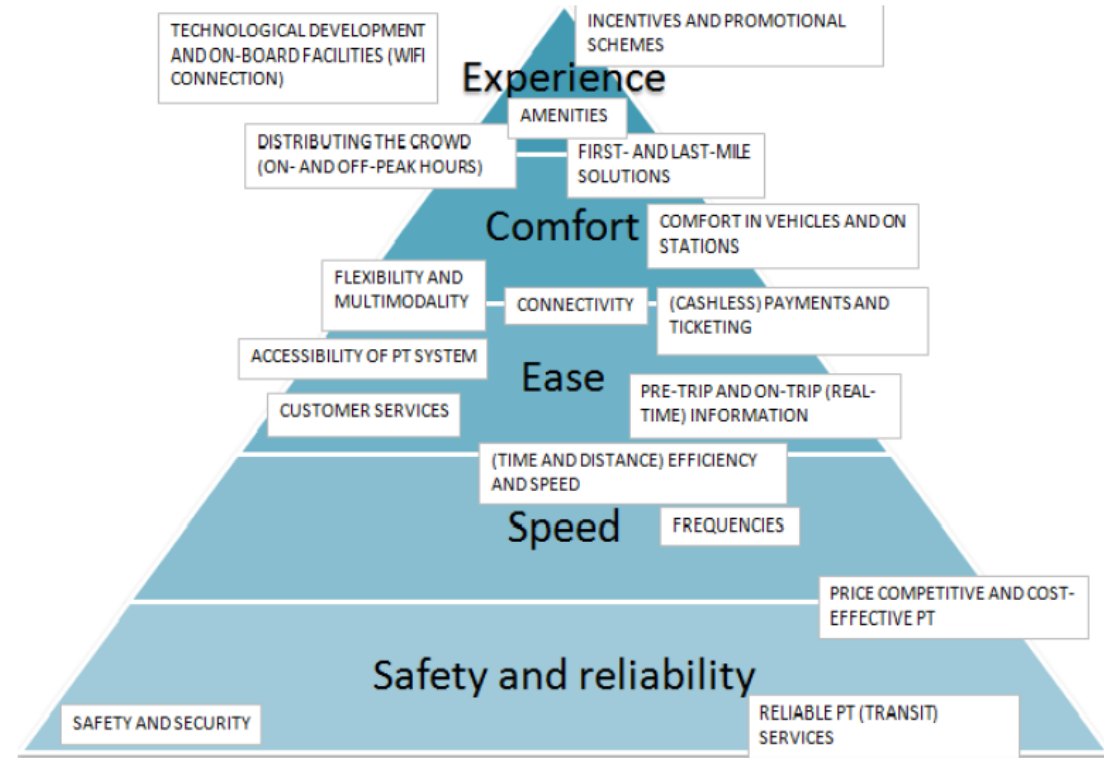 TECHNOLOGICAL DEVELOPMENT
AND ON-BOARD FACILITIES (WIFI
CONNECTION)
INCENTIVES AND PROMOTIONAL
SCHEMES
Experience
AMENITIES
DISTRIBUTING THE CROWD
(ON- AND OFF-PEAK HOURS)
FIRST- AND LAST-MILE
SOLUTIONS
Comfort
COMFORT IN VEHICLES AND ON
STATIONS
FLEXIBILITY AND
MULTIMODALITY
CONNECTIVITY
(CASHLESS) PAYMENTS AND
TICKETING
ACCESSIBILITY OF PT SYSTEM
Ease
PRE-TRIP AND ON-TRIP (REAL-
TIME) INFORMATION
CUSTOMER SERVICES
(TIME AND DISTANCE) EFFICIENCY
AND SPEED
Speed
FREQUENCIES
PRICE COMPETITIVE AND COST-
EFFECTIVE PT
Safety and reliability
SAFETY AND SECURITY
RELIABLE PT (TRANSIT)
SERVICES